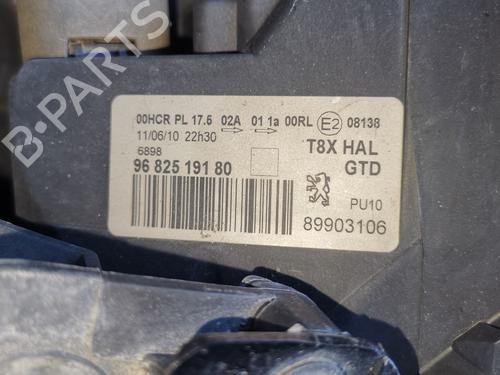 00HCR PL 17.5 02A 01 1a 00RL E2 08138
11/06/10 22h30
T8X HAL
6898
96 825 191 80
GTD
PU10
89903106
B-PARTS